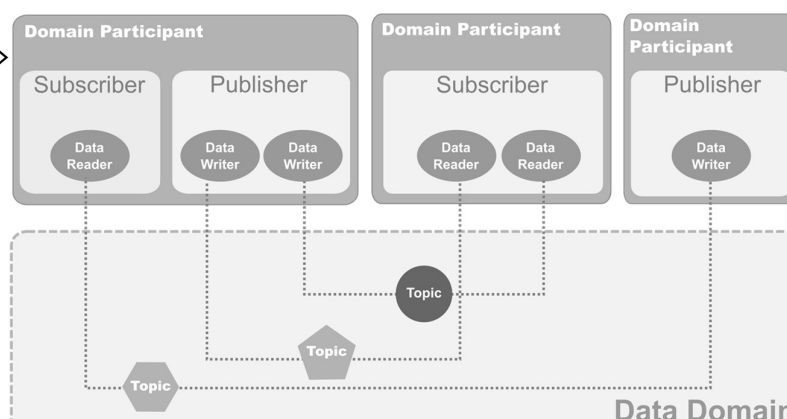 Domain Participant
Subscriber
Publisher
Data
Reader
Data
Writer
Data
Writer
Domain Participant
Subscriber
Data
Reader
Data
Reader
Domain
Participant
Publisher
Data
Writer
Topic
Topic
Topic
Data Domain